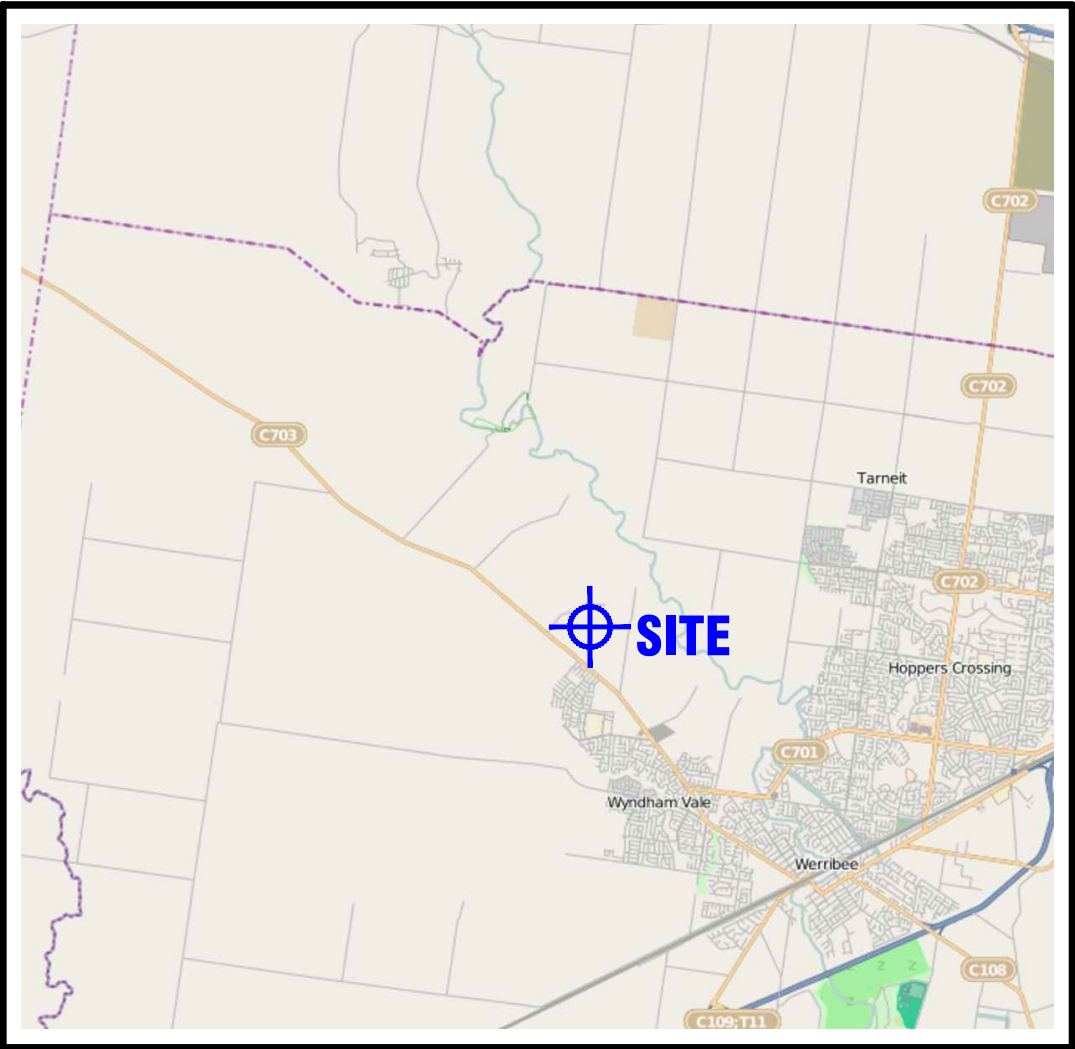 C702
C702
C703
Tarneit
C702
SITE
Hoppers Crossing
C701
Wyndham Vale
Werribee
C108
C109;T11